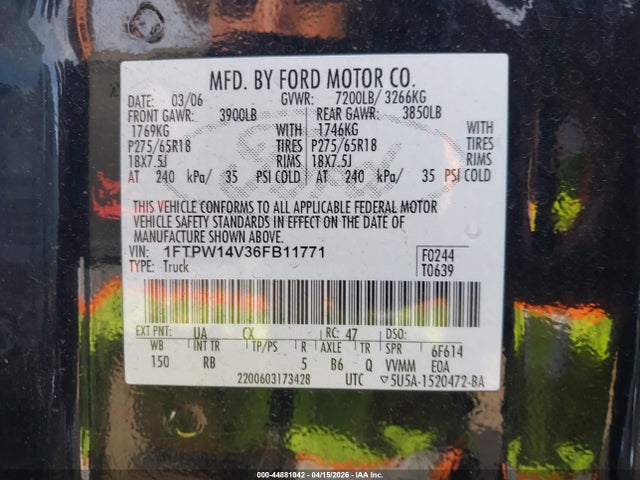 MFD. BY FORD MOTOR CO.
DATE: 03/06 GVWR: 7200LB/ 3266KG
FRONT GAWR: 3900LB REAR GAWR: 3850LB
1769KG WITH 1746KG WITH
P275/65R18 TIRES P275/65R18 TIRES
18X7.5J RIMS 18X7.5J RIMS
AT 240 kPa/ 35 PSI COLD AT 240 kPa/ 35 PSI COLD
THIS VEHICLE CONFORMS TO ALL APPLICABLE FEDERAL MOTOR
VEHICLE SAFETY STANDARDS IN EFFECT ON THE DATE OF
MANUFACTURE SHOWN ABOVE.
VIN: 1FTPW14V36FB11771 F0244
TYPE: Truck T0639
EXT PNT: UA CX RC: 47 DSO:
WB INT TR TP/PS R AXLE TR SPR 6F614
150 RB 5 B6 Q VVMM EOA
2200603173428 UTC ▽5U5A-1520472-BA
000-44881042 - 04/15/2026 - IAA Inc.